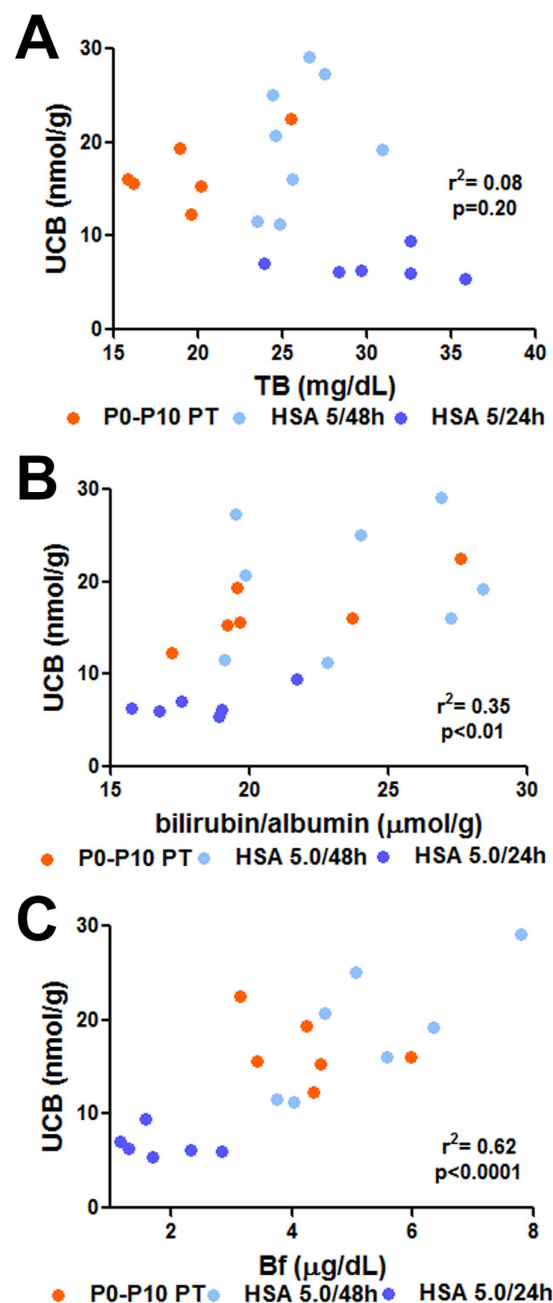 A
30
20
10
0
UCB (nmol/g)
r²= 0.08
p=0.20
15 20 25 30 35 40
TB (mg/dL)
P0-P10 PT HSA 5/48h HSA 5/24h
B
30
20
10
0
UCB (nmol/g)
r²= 0.35
p<0.01
15 20 25 30
bilirubin/albumin (μmol/g)
P0-P10 PT HSA 5.0/48h HSA 5.0/24h
C
30
20
10
0
UCB (nmol/g)
r²= 0.62
p<0.0001
2 4 6 8
Bf (μg/dL)
P0-P10 PT HSA 5.0/48h HSA 5.0/24h